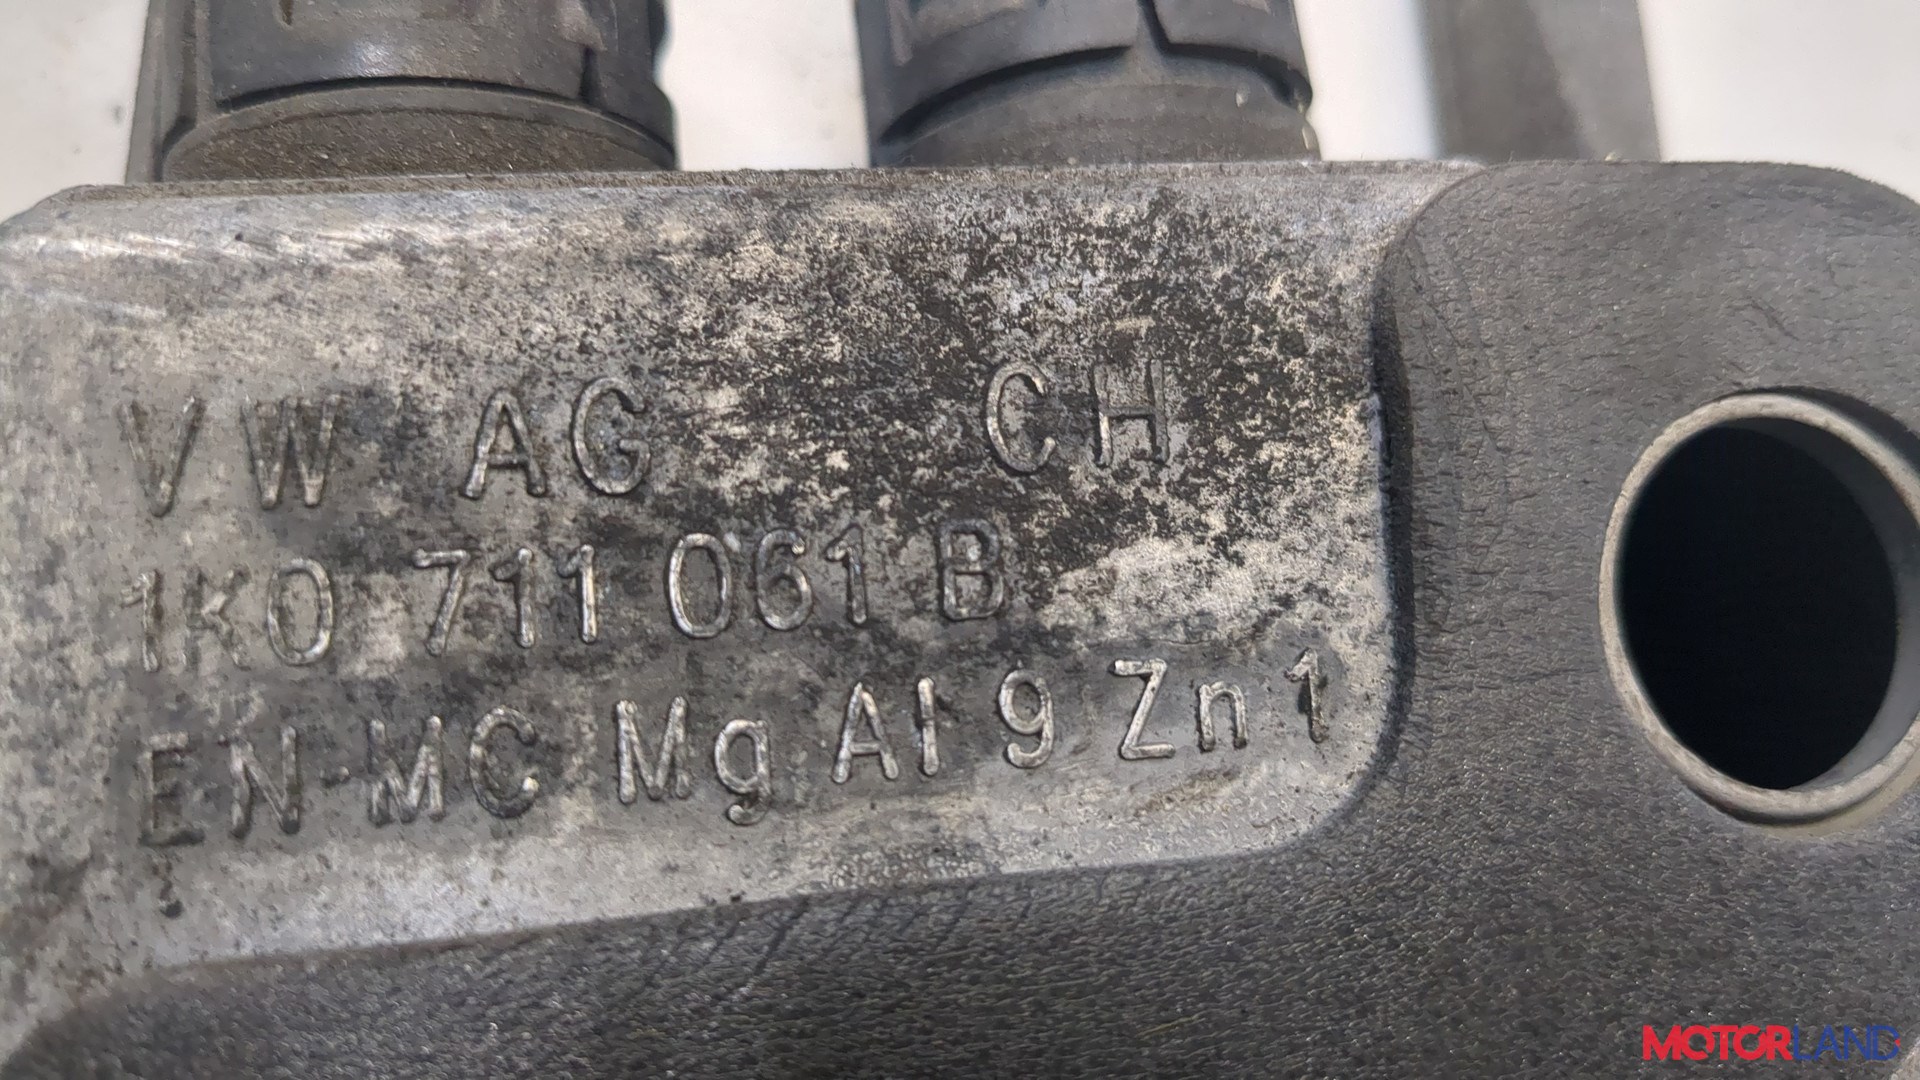 VW AG CH
1K0 711 061 B
EN-MC Mg Al 9 Zn 1
MOTORLAND